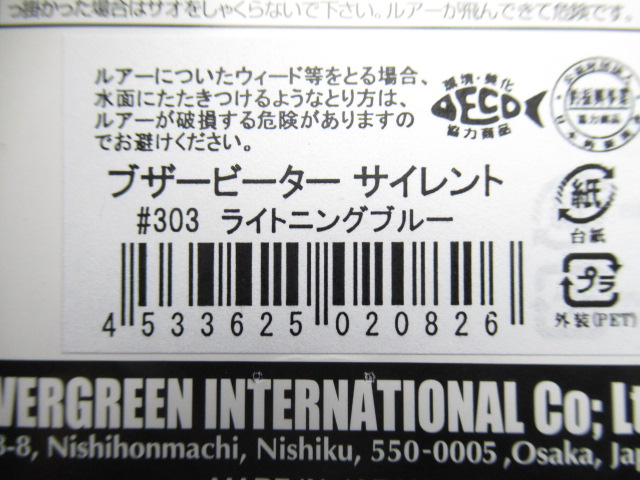 っ掛かった場合はサオをしゃくらないで下さい。ルアーが飛んできて危険です。
ルアーについたウィード等をとる場合、
水面にたたきつけるようなとり方は、
ルアーが破損する危険がありますの
でお避けください。
環境・美化
ECO
協力商品
協力商品
ブザービーター サイレント
#303 ライトニングブルー
紙
台紙
プラ
外装(PET)
4 533625 020826
VERGREEN INTERNATIONAL Co; Lt
8-8, Nishihonmachi, Nishiku, 550-0005 ,Osaka, Jap